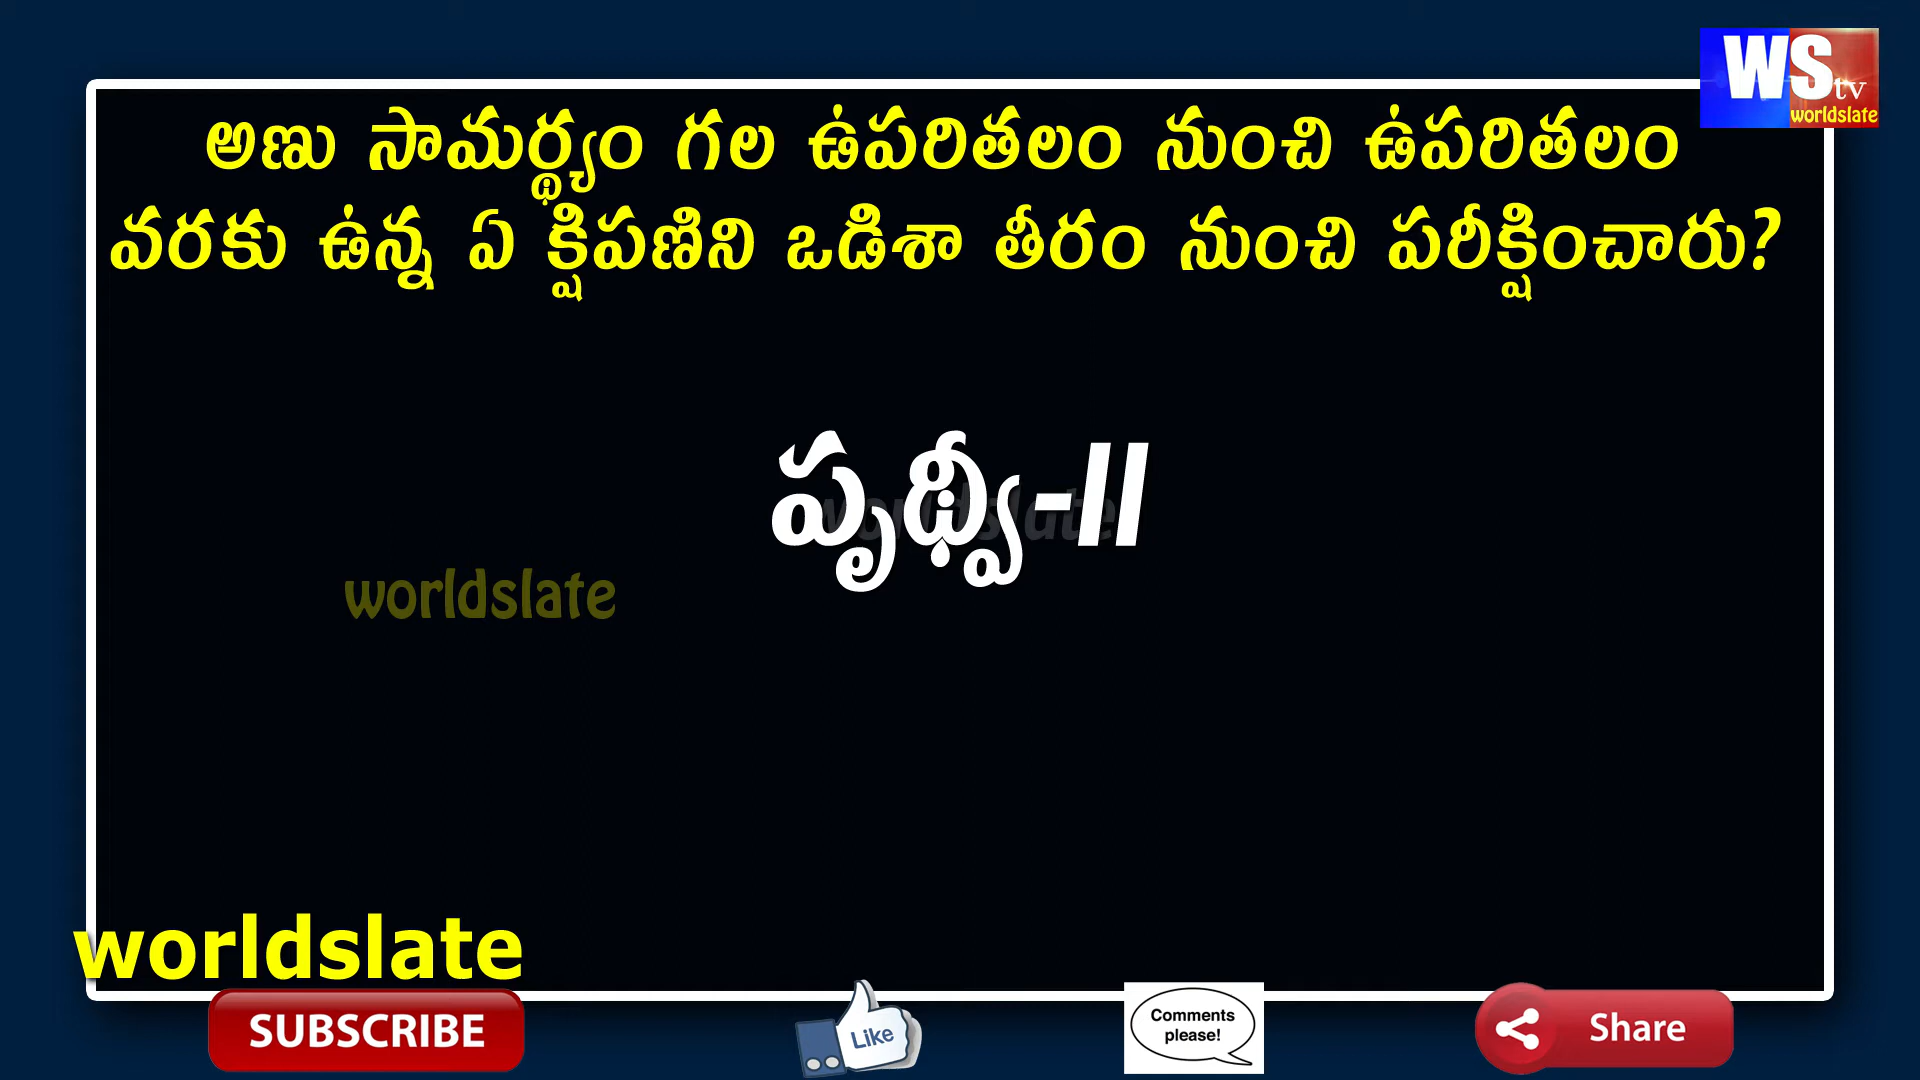 WS tv
worldslate
అణు సామర్థ్యం గల ఉపరితలం నుంచి ఉపరితలం
వరకు ఉన్న ఏ క్షిపణిని ఒడిశా తీరం నుంచి పరీక్షించారు?
పృథ్వీ-II
worldslate
worldslate
worldslate
SUBSCRIBE
Like
Comments
please!
Share